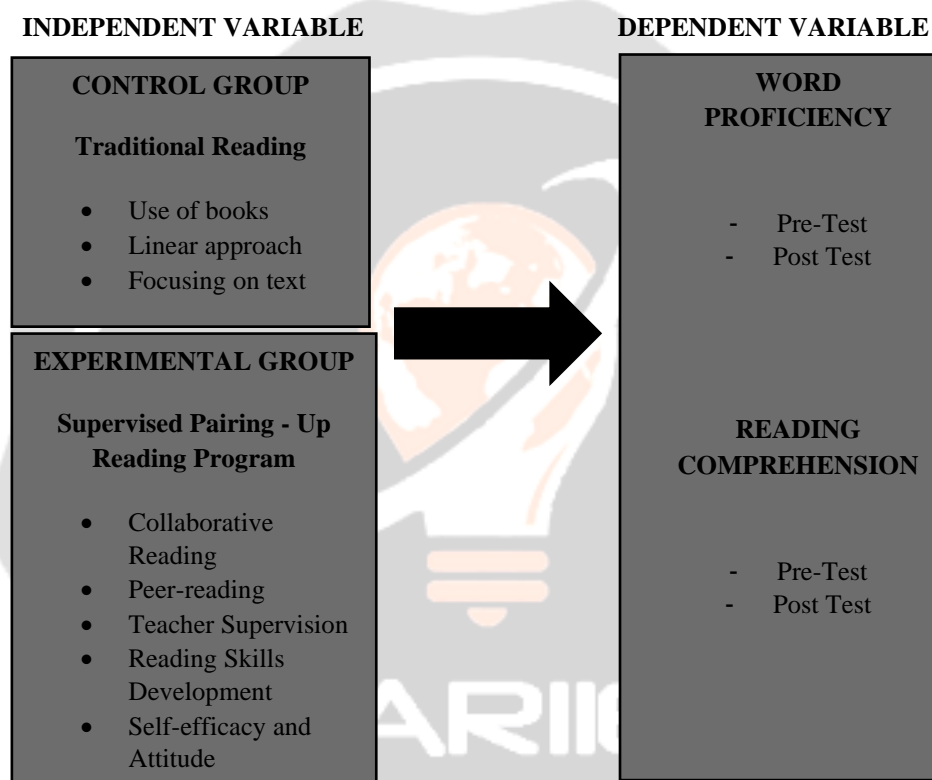 INDEPENDENT VARIABLE
CONTROL GROUP
Traditional Reading
• Use of books
• Linear approach
• Focusing on text
EXPERIMENTAL GROUP
Supervised Pairing - Up
Reading Program
• Collaborative
Reading
• Peer-reading
• Teacher Supervision
• Reading Skills
Development
• Self-efficacy and
Attitude
DEPENDENT VARIABLE
WORD
PROFICIENCY
- Pre-Test
- Post Test
READING
COMPREHENSION
- Pre-Test
- Post Test